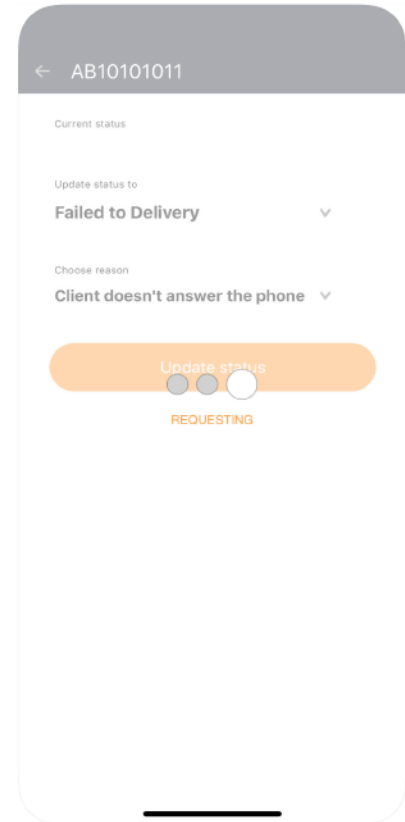 AB10101011
Current status
Update status to
Failed to Delivery
Choose reason
Client doesn't answer the phone
Update status
REQUESTING